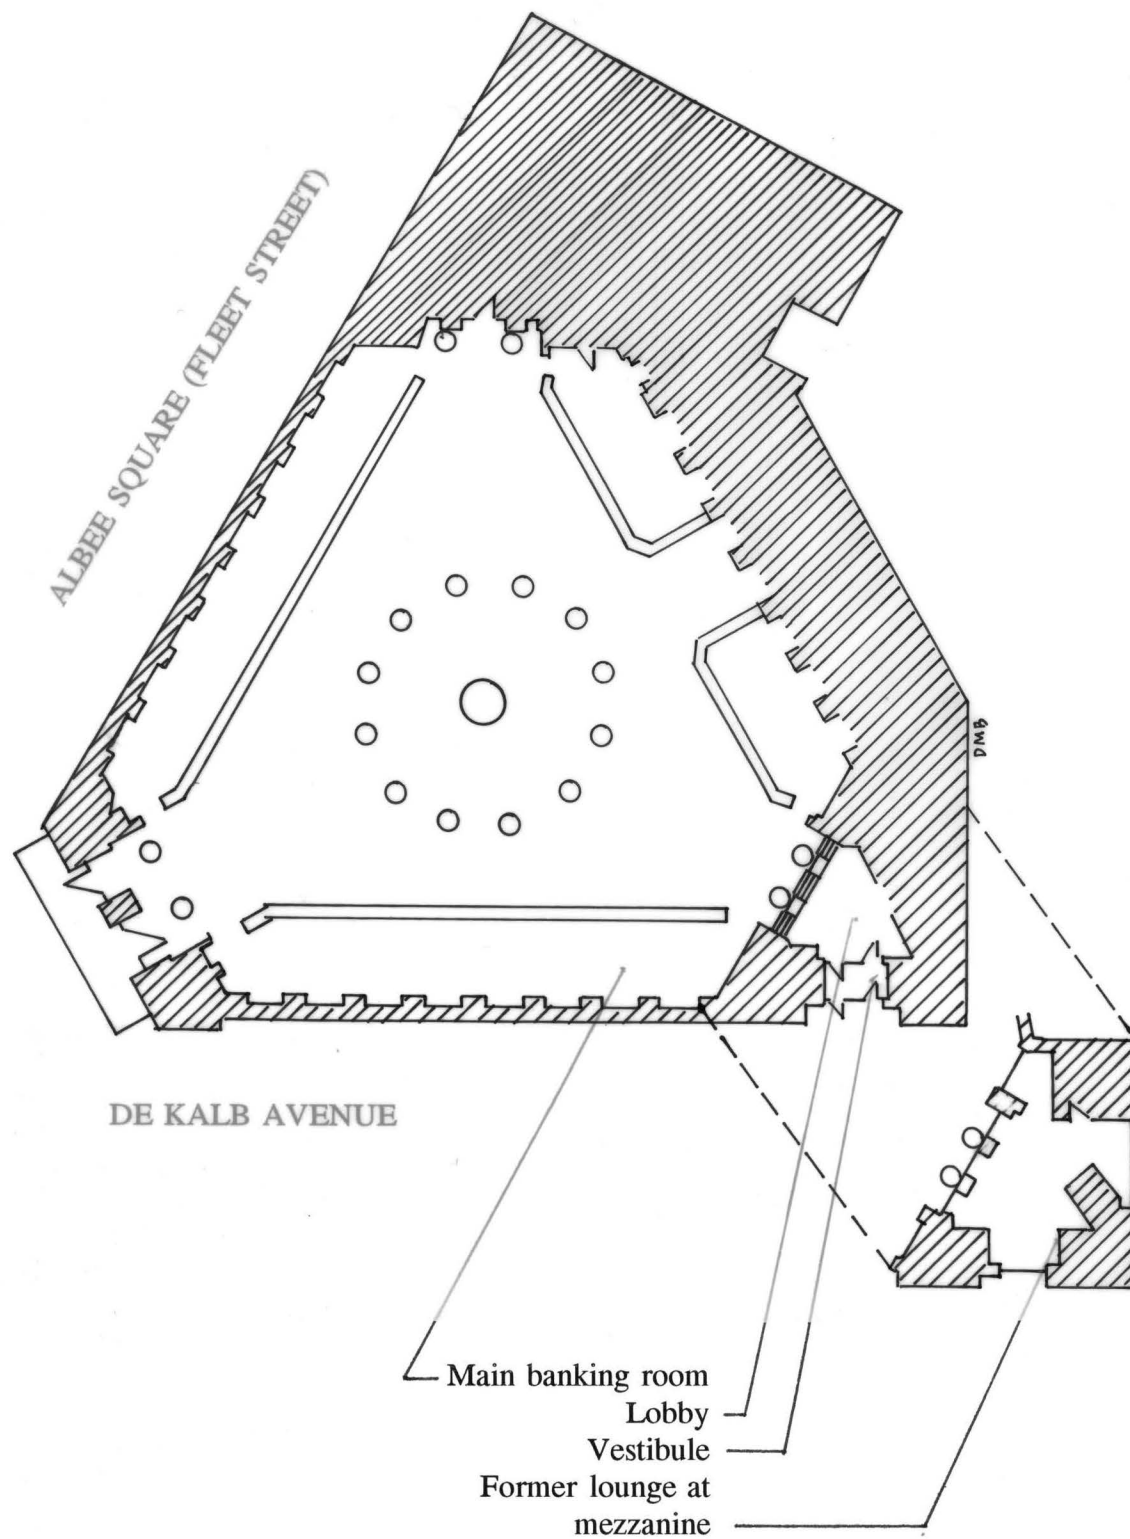 ALBEE SQUARE (FLEET STREET)
DMB
DE KALB AVENUE
Main banking room
Lobby
Vestibule
Former lounge at
mezzanine